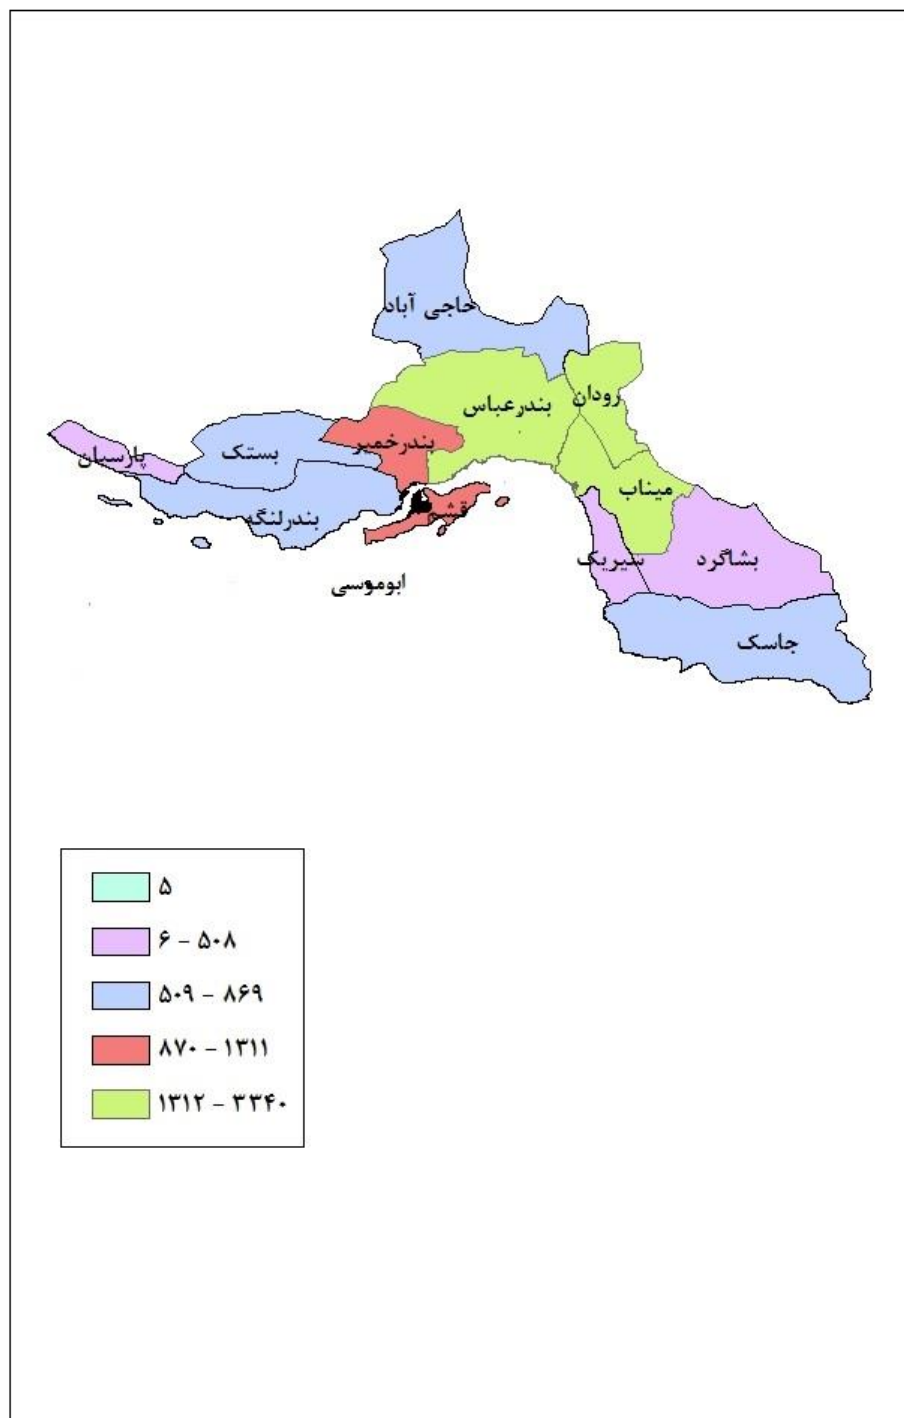 حاجی آباد
رودان
بندرعباس
بندرخمیر
بستک
پارسیان
میناب
قشم
بندرلنگه
بشاگرد
سیریک
ابوموسی
جاسک
۵
۶ - ۵۰۸
۵۰۹ - ۸۶۹
۸۷۰ - ۱۳۱۱
۱۳۱۲ - ۳۳۴۰